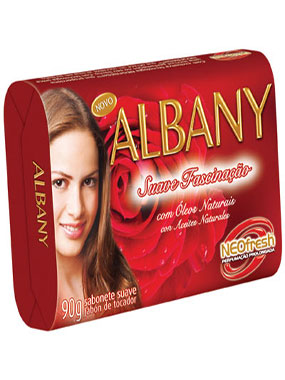 NOVO
ALBANY
Suave Fascinação
com Óleos Naturais
con Aceites Naturales
NEOfresh
PERFUMAÇÃO PROLONGADA
ALBANY
90g sabonete suave
jabón de tocador